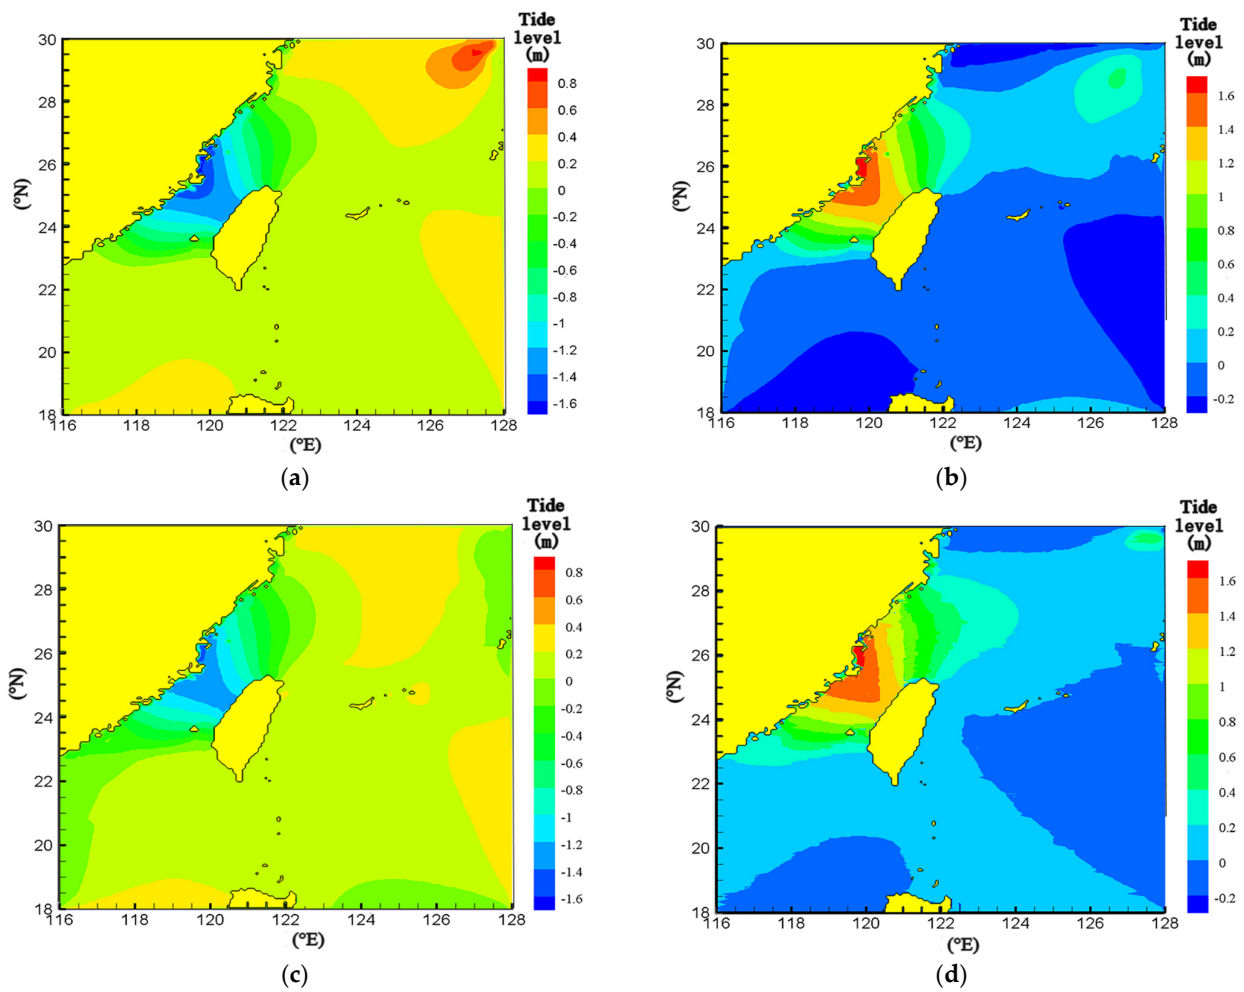 Tide
level
(m)
30
28
26
24
22
20
18
(°N)
116 118 120 122 124 126 128
(°E)
0.8
0.6
0.4
0.2
0
-0.2
-0.4
-0.6
-0.8
-1
-1.2
-1.4
-1.6
(a)
Tide
level
(m)
30
28
26
24
22
20
18
(°N)
116 118 120 122 124 126 128
(°E)
1.6
1.4
1.2
1
0.8
0.6
0.4
0.2
0
-0.2
(b)
Tide
level
(m)
30
28
26
24
22
20
18
(°N)
116 118 120 122 124 126 128
(°E)
0.8
0.6
0.4
0.2
0
-0.2
-0.4
-0.6
-0.8
-1
-1.2
-1.4
-1.6
(c)
Tide
level
(m)
30
28
26
24
22
20
18
(°N)
116 118 120 122 124 126 128
(°E)
1.6
1.4
1.2
1
0.8
0.6
0.4
0.2
0
-0.2
(d)